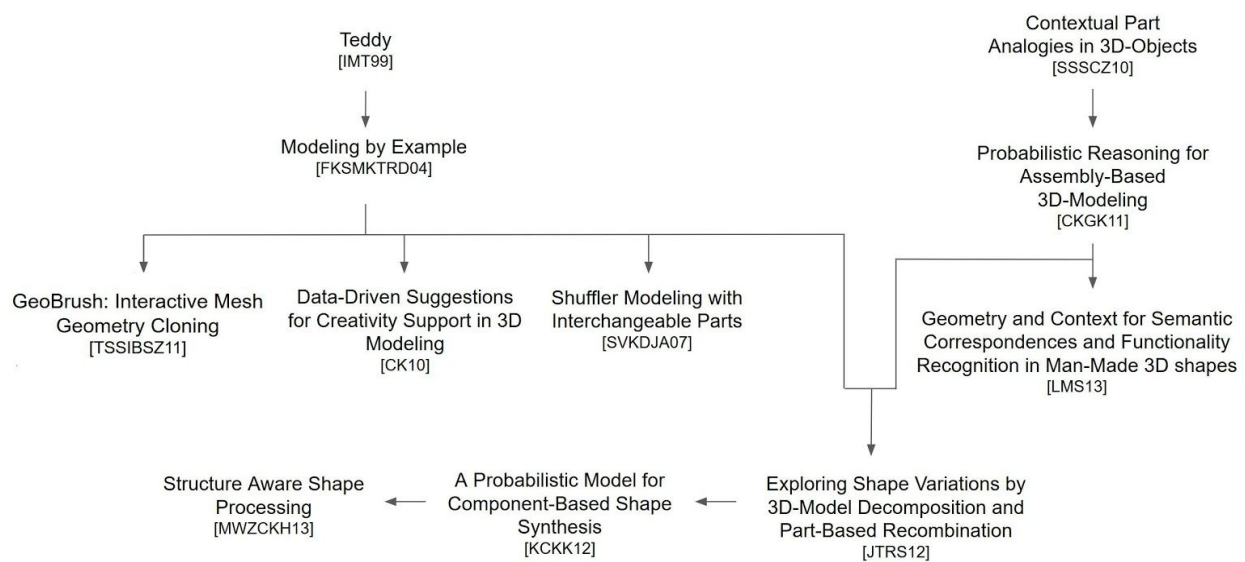 Teddy
[IMT99]
Contextual Part
Analogies in 3D-Objects
[SSSCZ10]
Modeling by Example
[FKSMKTRD04]
Probabilistic Reasoning for
Assembly-Based
3D-Modeling
[CKGK11]
GeoBrush: Interactive Mesh
Geometry Cloning
[TSSIBSZ11]
Data-Driven Suggestions
for Creativity Support in 3D
Modeling
[CK10]
Shuffler Modeling with
Interchangeable Parts
[SVKDJA07]
Geometry and Context for Semantic
Correspondences and Functionality
Recognition in Man-Made 3D shapes
[LMS13]
Structure Aware Shape
Processing
[MWZCKH13]
A Probabilistic Model for
Component-Based Shape
Synthesis
[KCKK12]
Exploring Shape Variations by
3D-Model Decomposition and
Part-Based Recombination
[JTRS12]